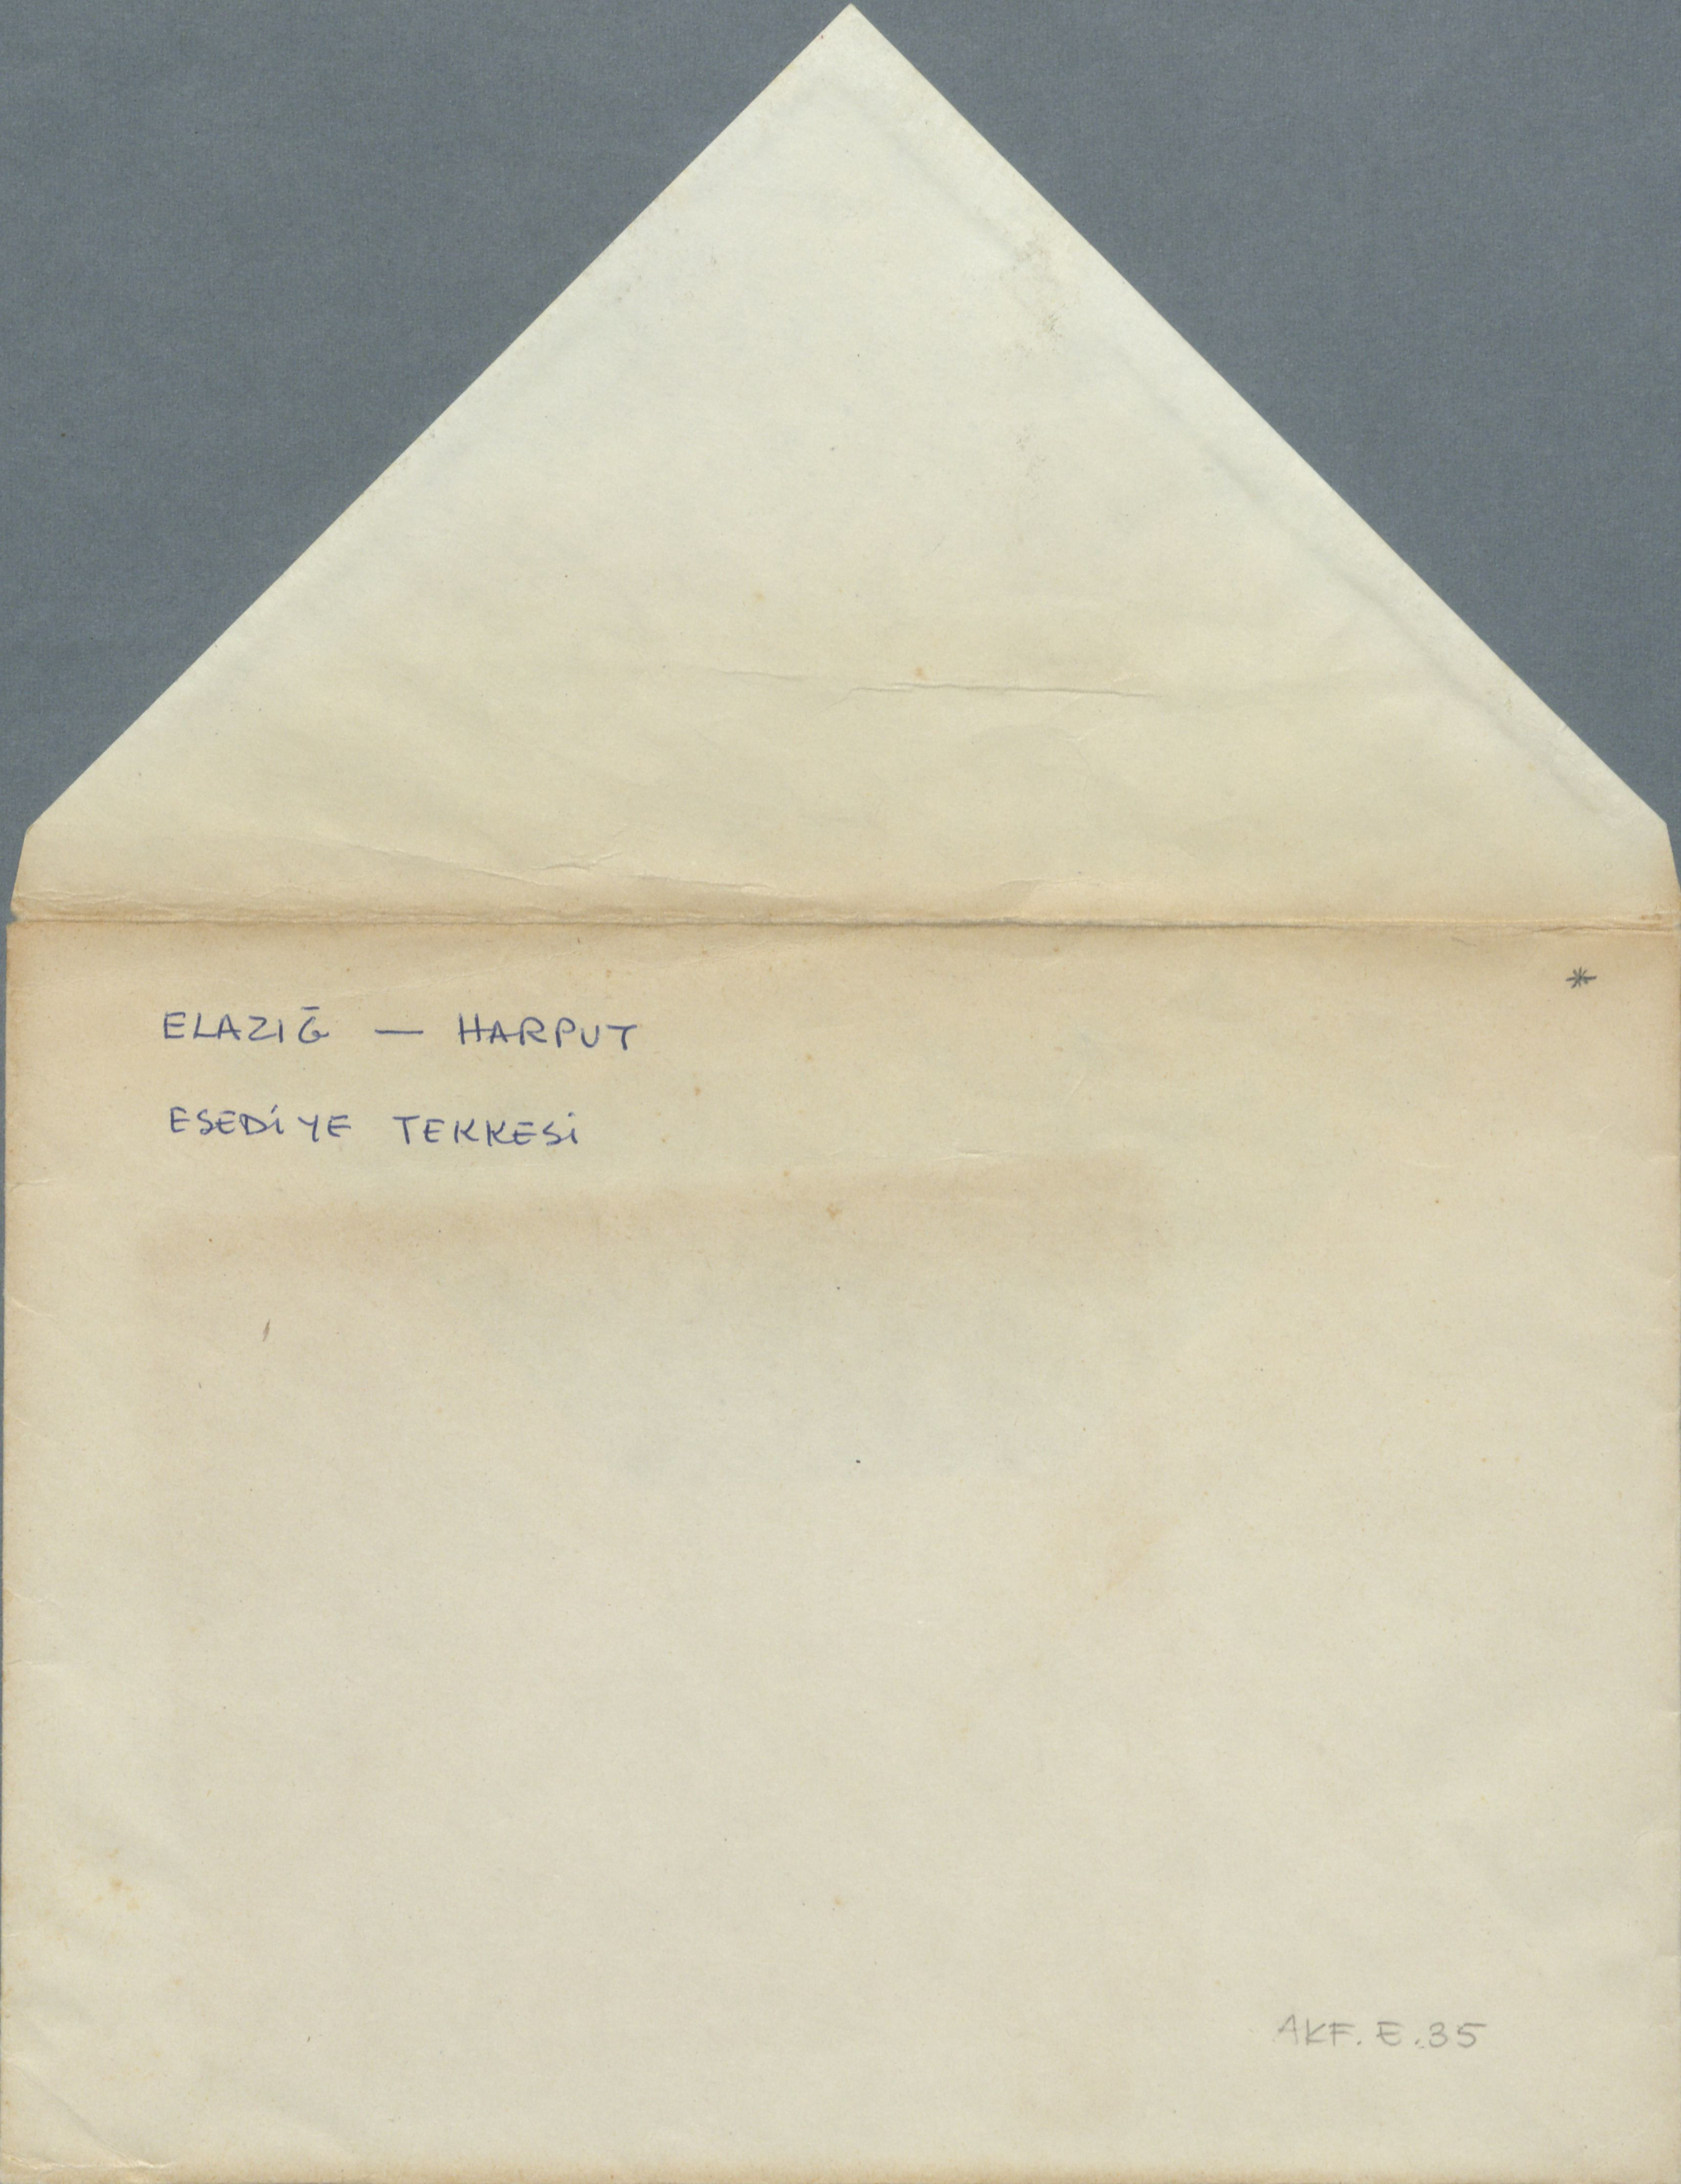 *
ELAZIĞ — HARPUT
ESEDİYE TEKKESİ
AKF. E. 35